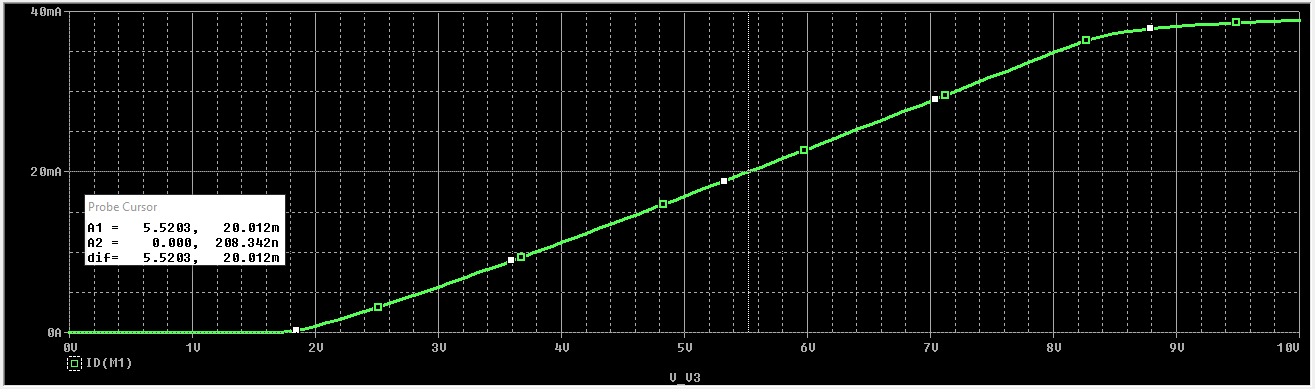 40mA
20mA
Probe Cursor
A1 = 5.5203, 20.012m
A2 = 0.000, 208.342n
dif= 5.5203, 20.012m
0A
0V 1V 2V 3V 4V 5V 6V 7V 8V 9V 10V
ID(M1)
V_V3